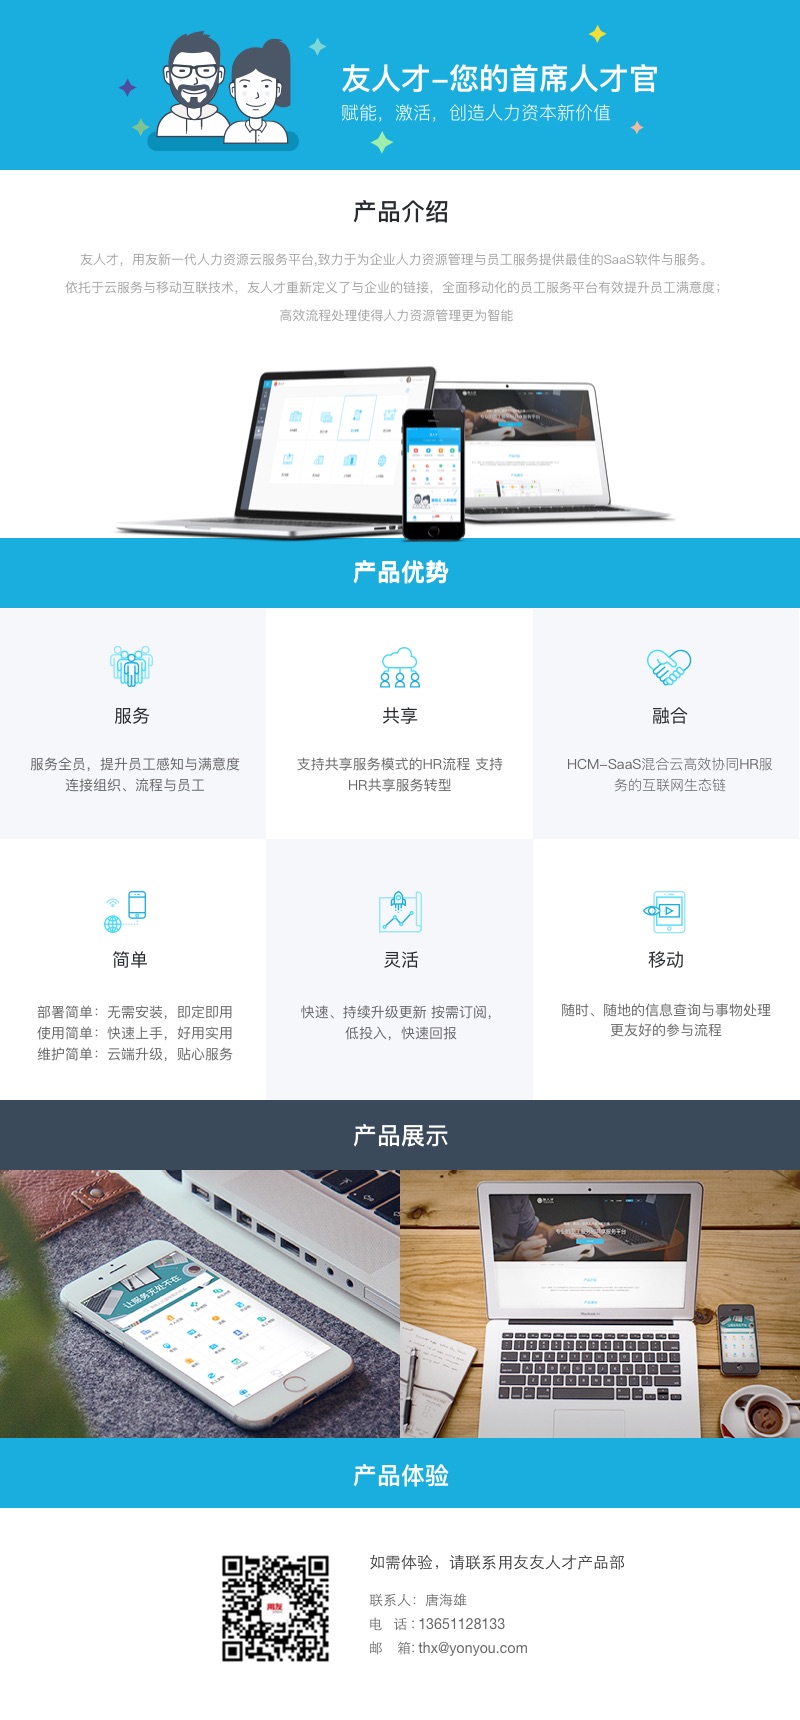 友人才-您的首席人才官
赋能，激活，创造人力资本新价值
产品介绍
友人才，用友新一代人力资源云服务平台,致力于为企业人力资源管理与员工服务提供最佳的SaaS软件与服务。
依托于云服务与移动互联技术，友人才重新定义了与企业的链接，全面移动化的员工服务平台有效提升员工满意度；
高效流程处理使得人力资源管理更为智能
产品优势
服务
服务全员，提升员工感知与满意度
连接组织、流程与员工
共享
支持共享服务模式的HR流程 支持
HR共享服务转型
融合
HCM-SaaS混合云高效协同HR服
务的互联网生态链
简单
部署简单：无需安装，即定即用
使用简单：快速上手，好用实用
维护简单：云端升级，贴心服务
灵活
快速、持续升级更新 按需订阅，
低投入，快速回报
移动
随时、随地的信息查询与事物处理
更友好的参与流程
产品展示
让服务无处不在
产品体验
用友
如需体验，请联系用友友人才产品部
联系人：唐海雄
电 话：13651128133
邮 箱: thx@yonyou.com